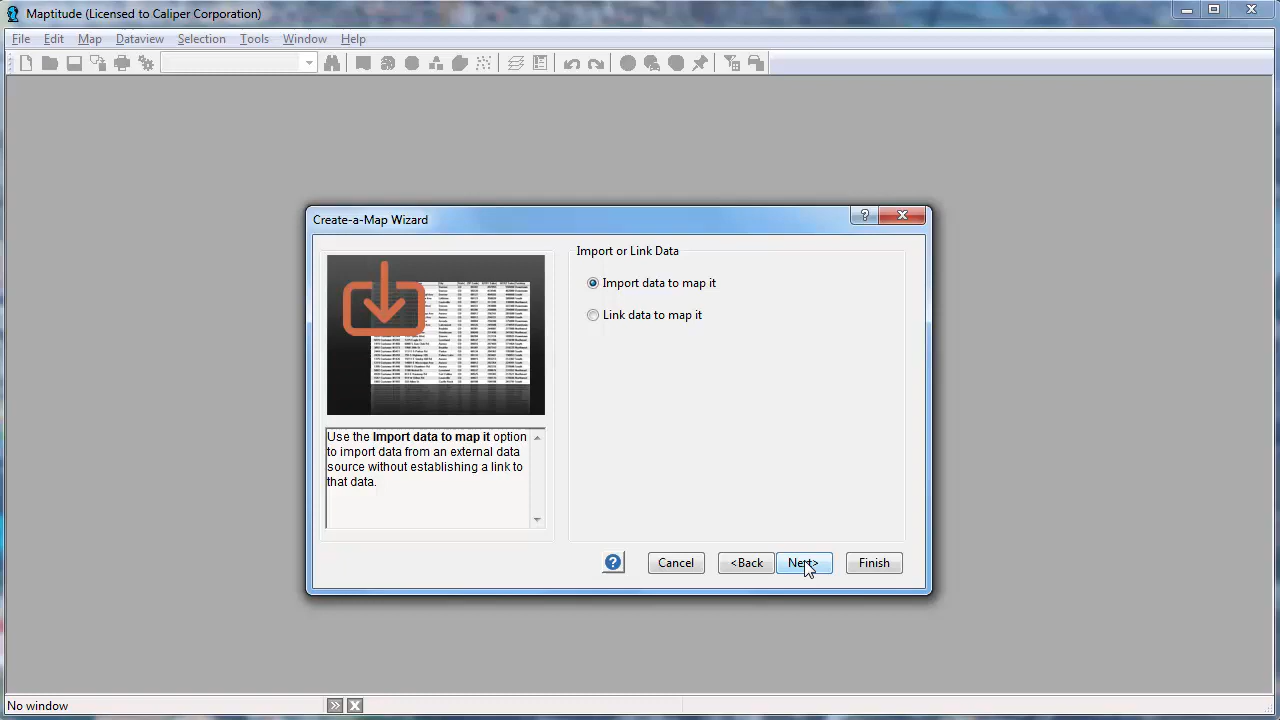 Maptitude (Licensed to Caliper Corporation)
File Edit Map Dataview Selection Tools Window Help
Create-a-Map Wizard
Import or Link Data
Import data to map it
Link data to map it
Use the Import data to map it option
to import data from an external data
source without establishing a link to
that data.
Cancel <Back Next> Finish
No window